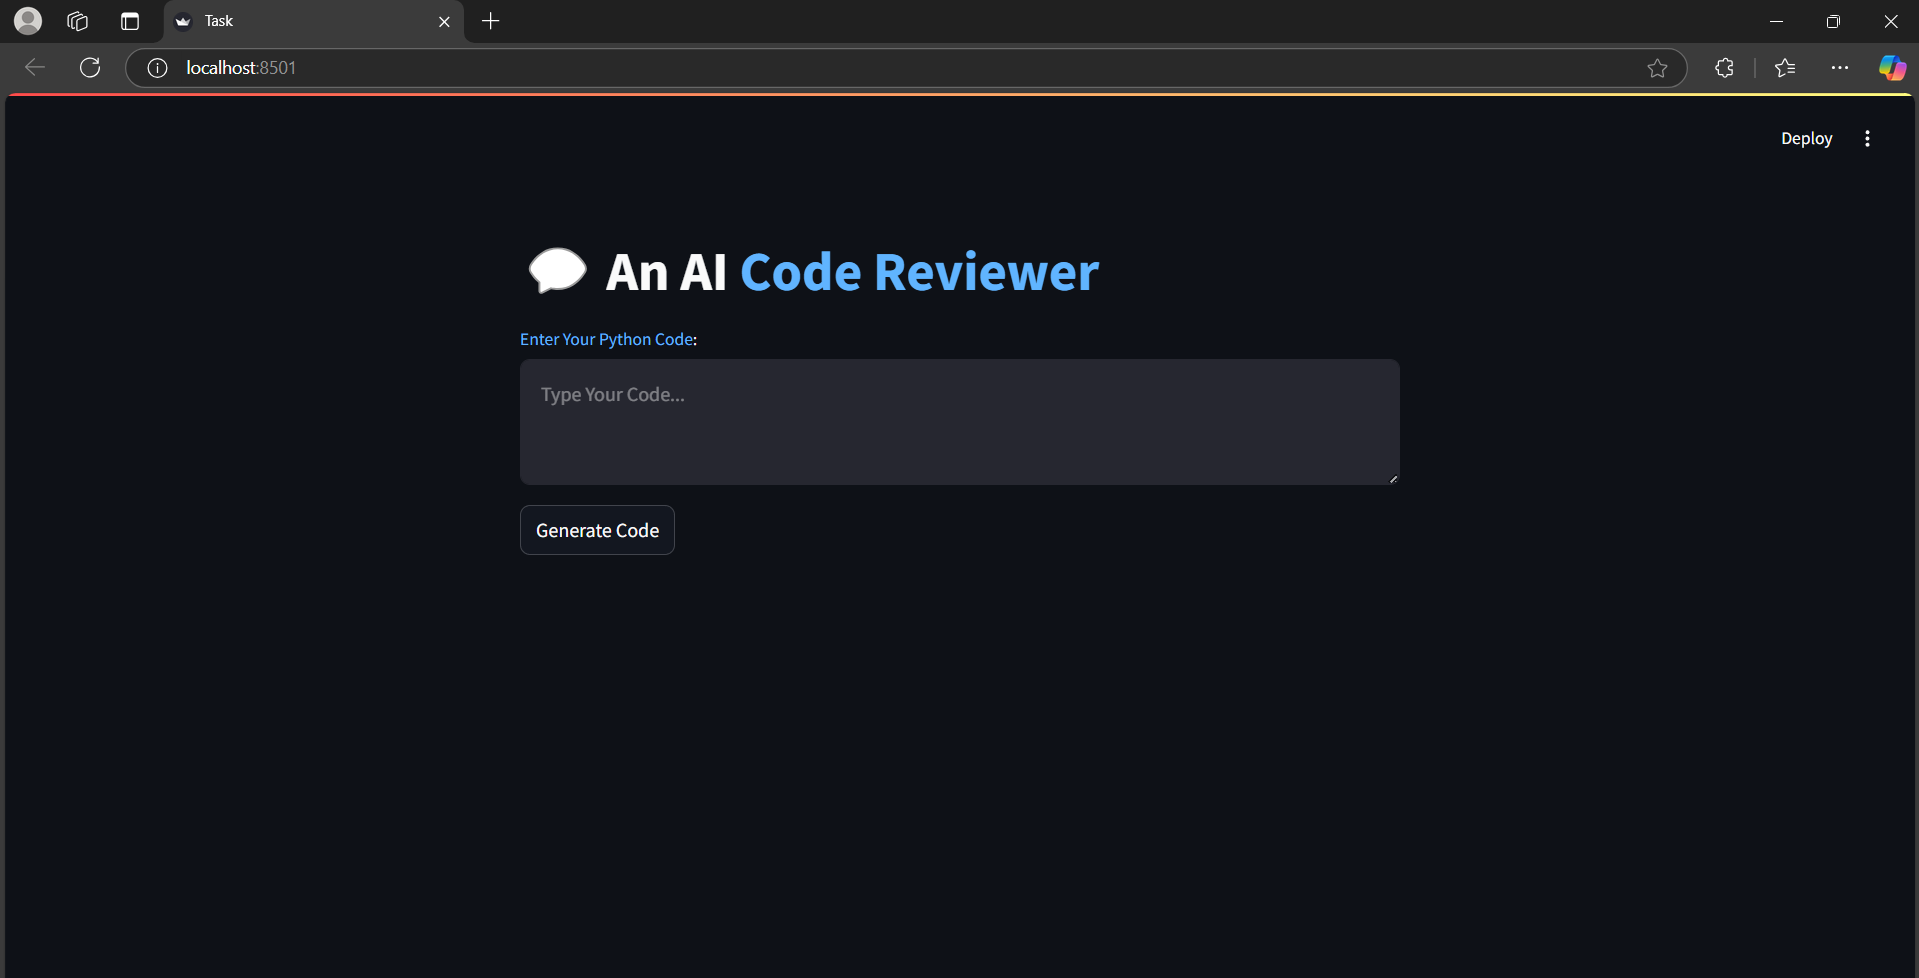 Task
localhost:8501
Deploy
An AI Code Reviewer
Enter Your Python Code:
Type Your Code...
Generate Code